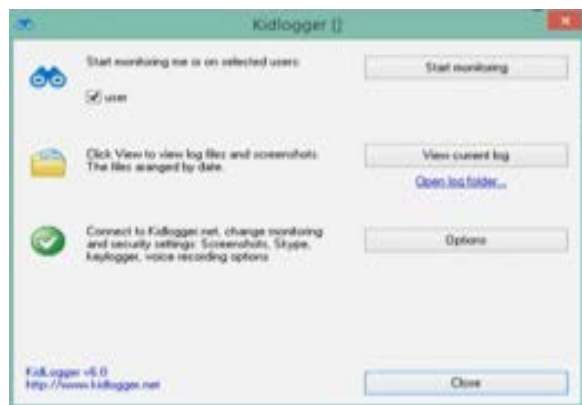 Kidlogger ()
Start monitoring me is on selected users:
Start monitoring
user
Click View to view log files and screenshots.
The files aranged by date.
View current log
Open log folder...
Connect to Kidlogger.net, change monitoring
and security settings: Screenshots, Skype,
keylogger, voice recording options
Options
KidLogger v6.0
http://www.kidlogger.net
Close